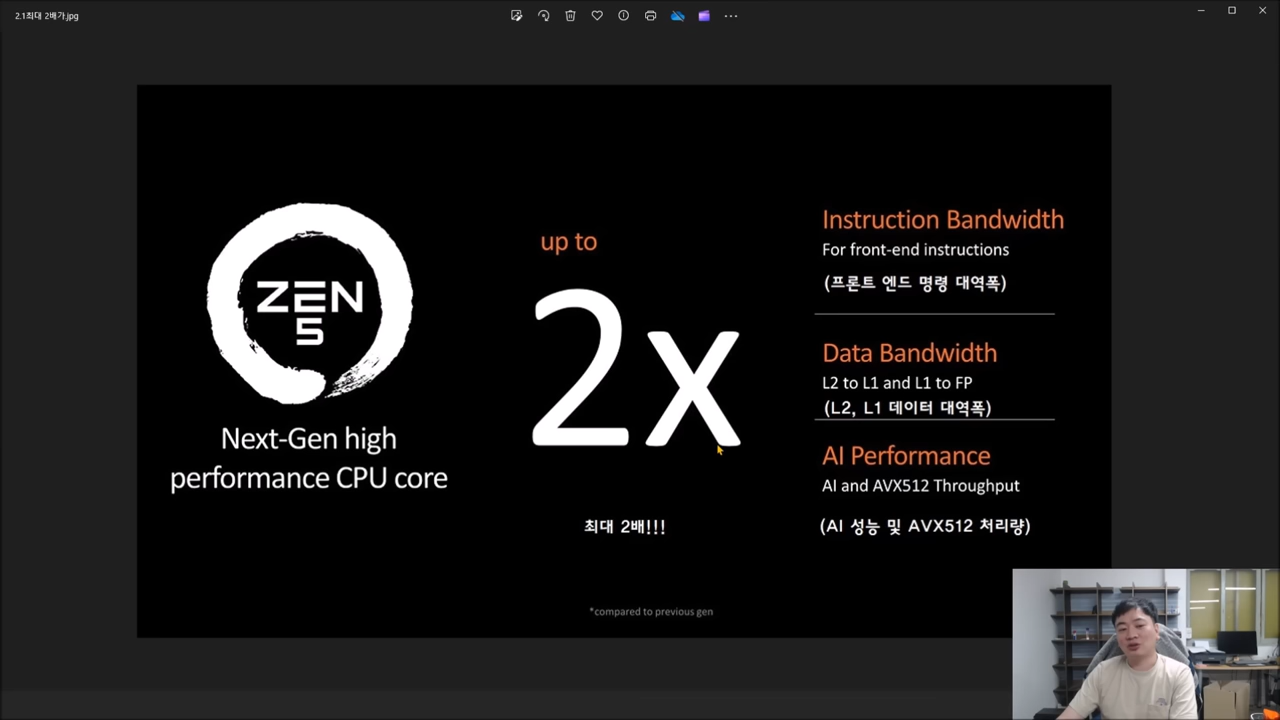 2.1최대 2배가.jpg
ZEN
5
Next-Gen high
performance CPU core
up to
2x
최대 2배!!!
*compared to previous gen
Instruction Bandwidth
For front-end instructions
(프론트 엔드 명령 대역폭)
Data Bandwidth
L2 to L1 and L1 to FP
(L2, L1 데이터 대역폭)
AI Performance
AI and AVX512 Throughput
(AI 성능 및 AVX512 처리량)